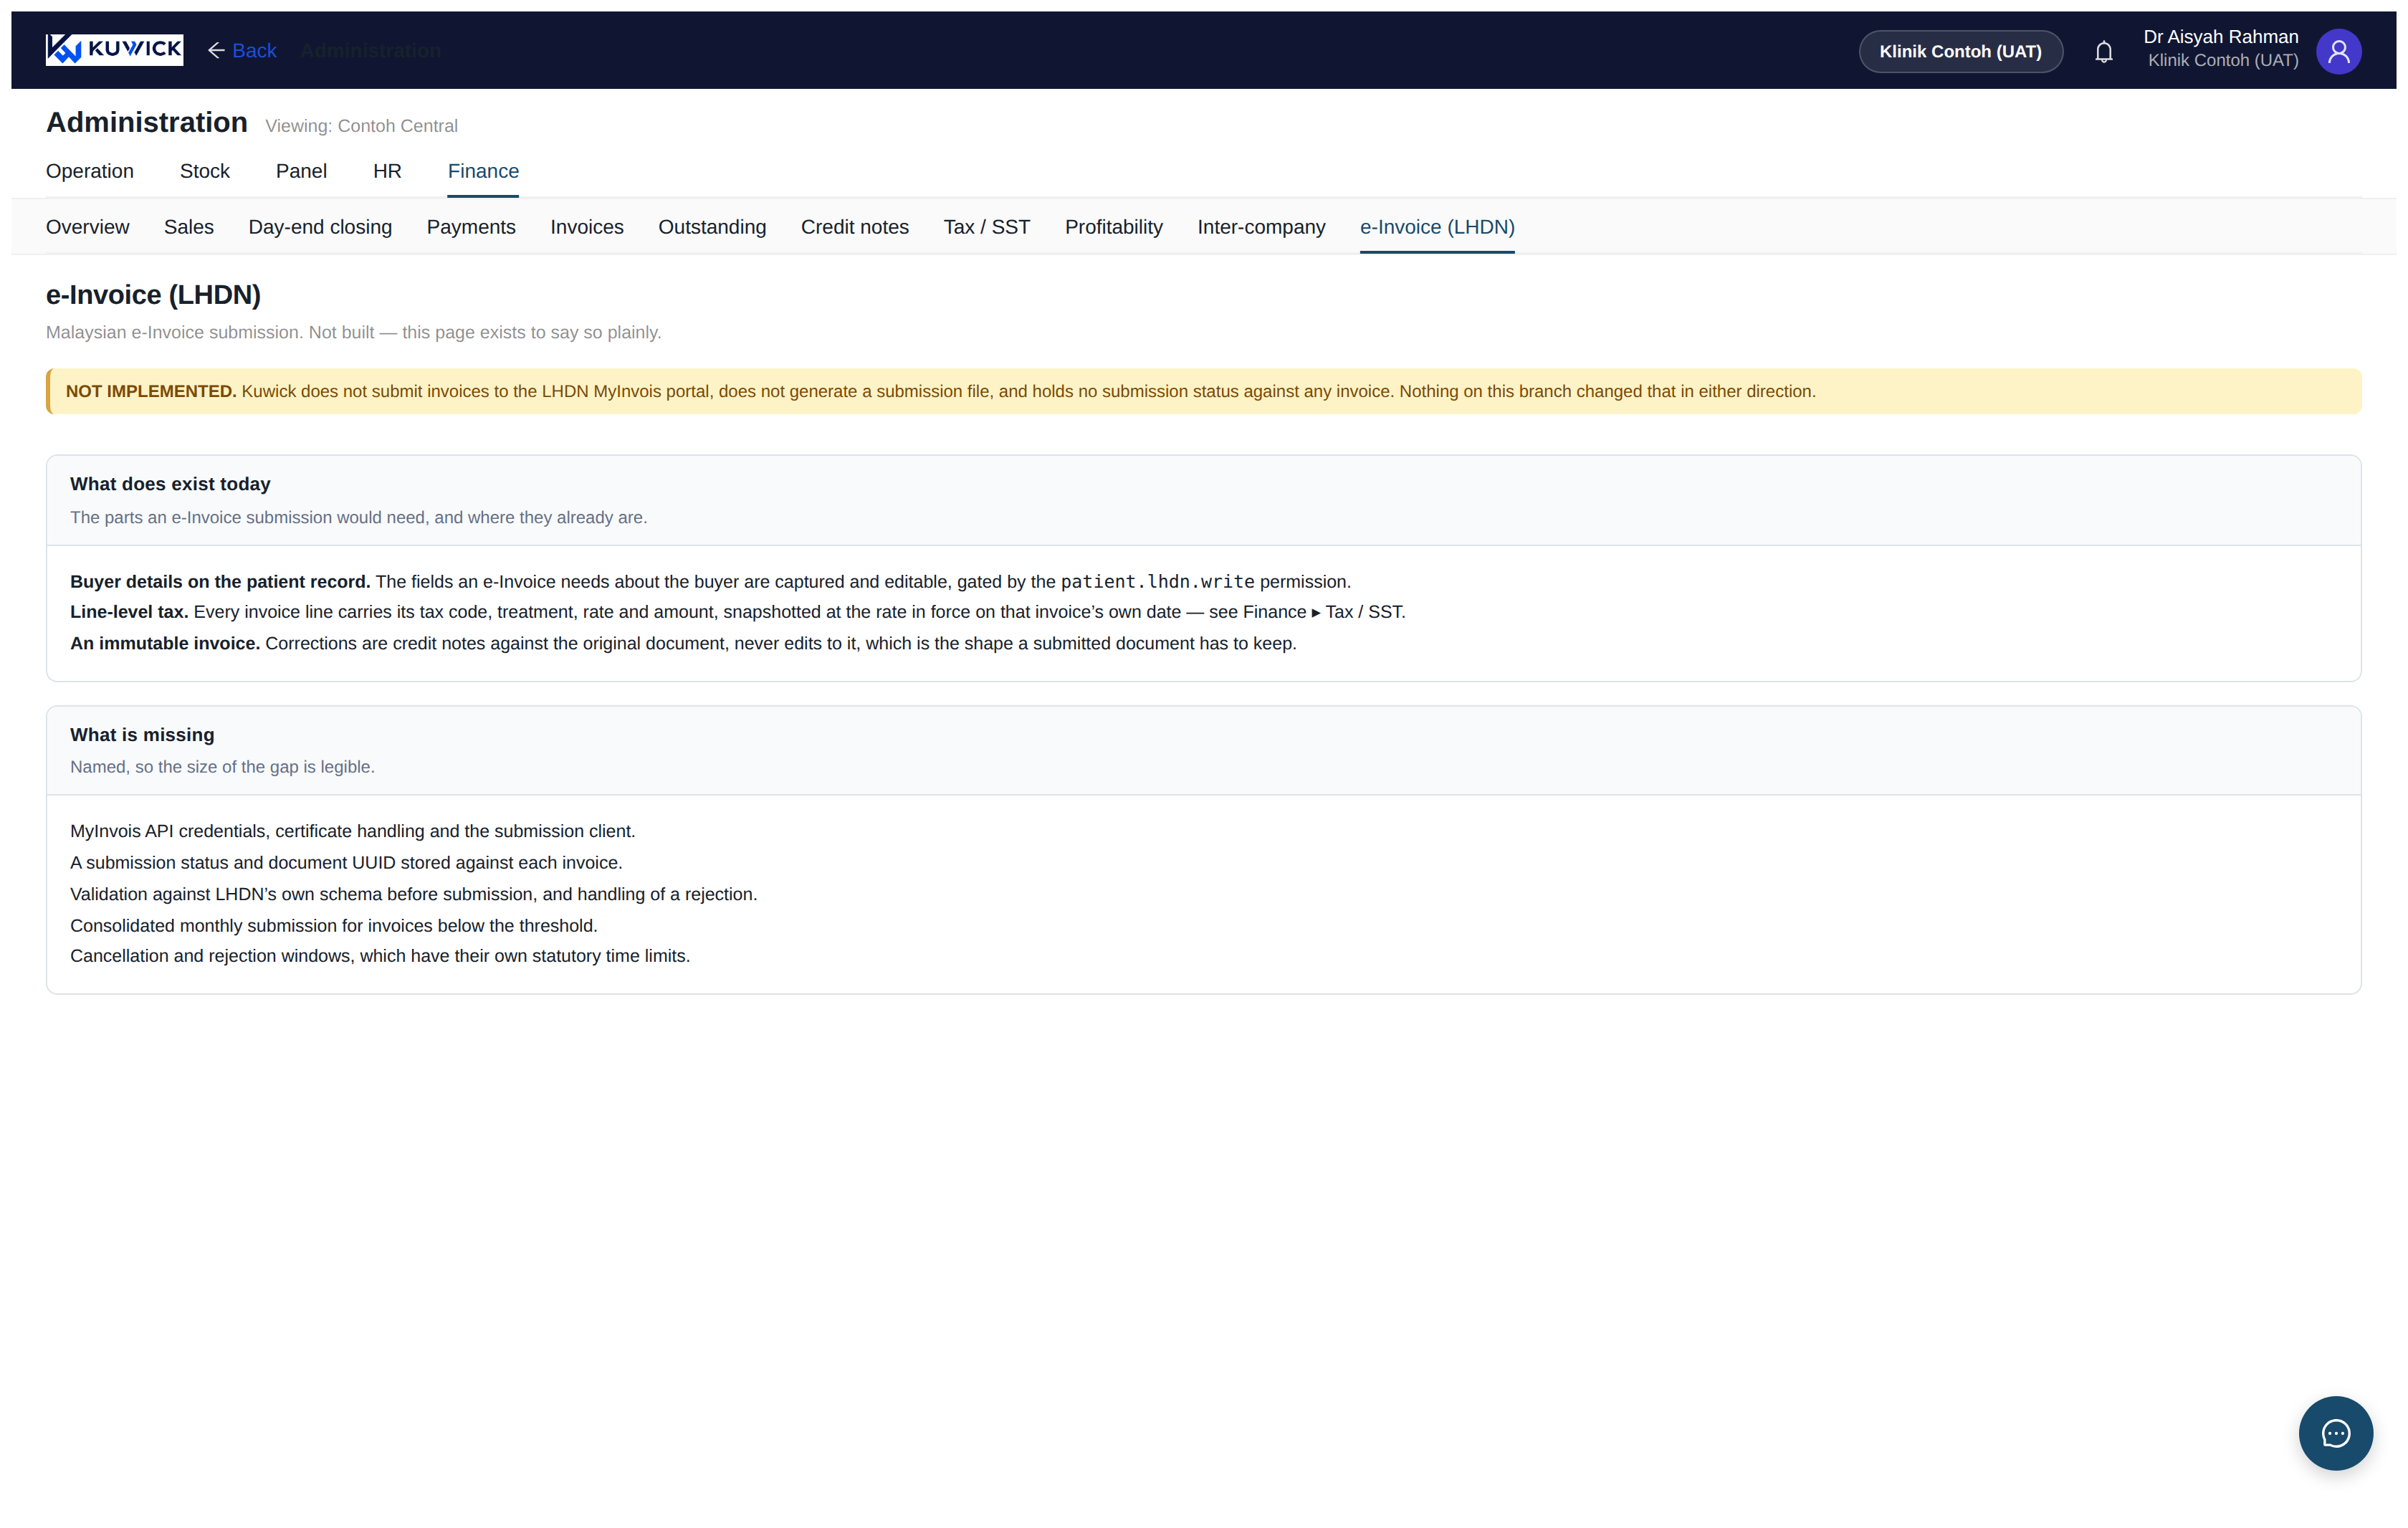 KUWICK
Back
Administration
Klinik Contoh (UAT)
Dr Aisyah Rahman
Klinik Contoh (UAT)
Administration Viewing: Contoh Central
Operation Stock Panel HR Finance
Overview Sales Day-end closing Payments Invoices Outstanding Credit notes Tax / SST Profitability Inter-company e-Invoice (LHDN)
e-Invoice (LHDN)
Malaysian e-Invoice submission. Not built — this page exists to say so plainly.
NOT IMPLEMENTED. Kuwick does not submit invoices to the LHDN MyInvois portal, does not generate a submission file, and holds no submission status against any invoice. Nothing on this branch changed that in either direction.
What does exist today
The parts an e-Invoice submission would need, and where they already are.
Buyer details on the patient record. The fields an e-Invoice needs about the buyer are captured and editable, gated by the patient.lhdn.write permission.
Line-level tax. Every invoice line carries its tax code, treatment, rate and amount, snapshotted at the rate in force on that invoice’s own date — see Finance ▸ Tax / SST.
An immutable invoice. Corrections are credit notes against the original document, never edits to it, which is the shape a submitted document has to keep.
What is missing
Named, so the size of the gap is legible.
MyInvois API credentials, certificate handling and the submission client.
A submission status and document UUID stored against each invoice.
Validation against LHDN’s own schema before submission, and handling of a rejection.
Consolidated monthly submission for invoices below the threshold.
Cancellation and rejection windows, which have their own statutory time limits.